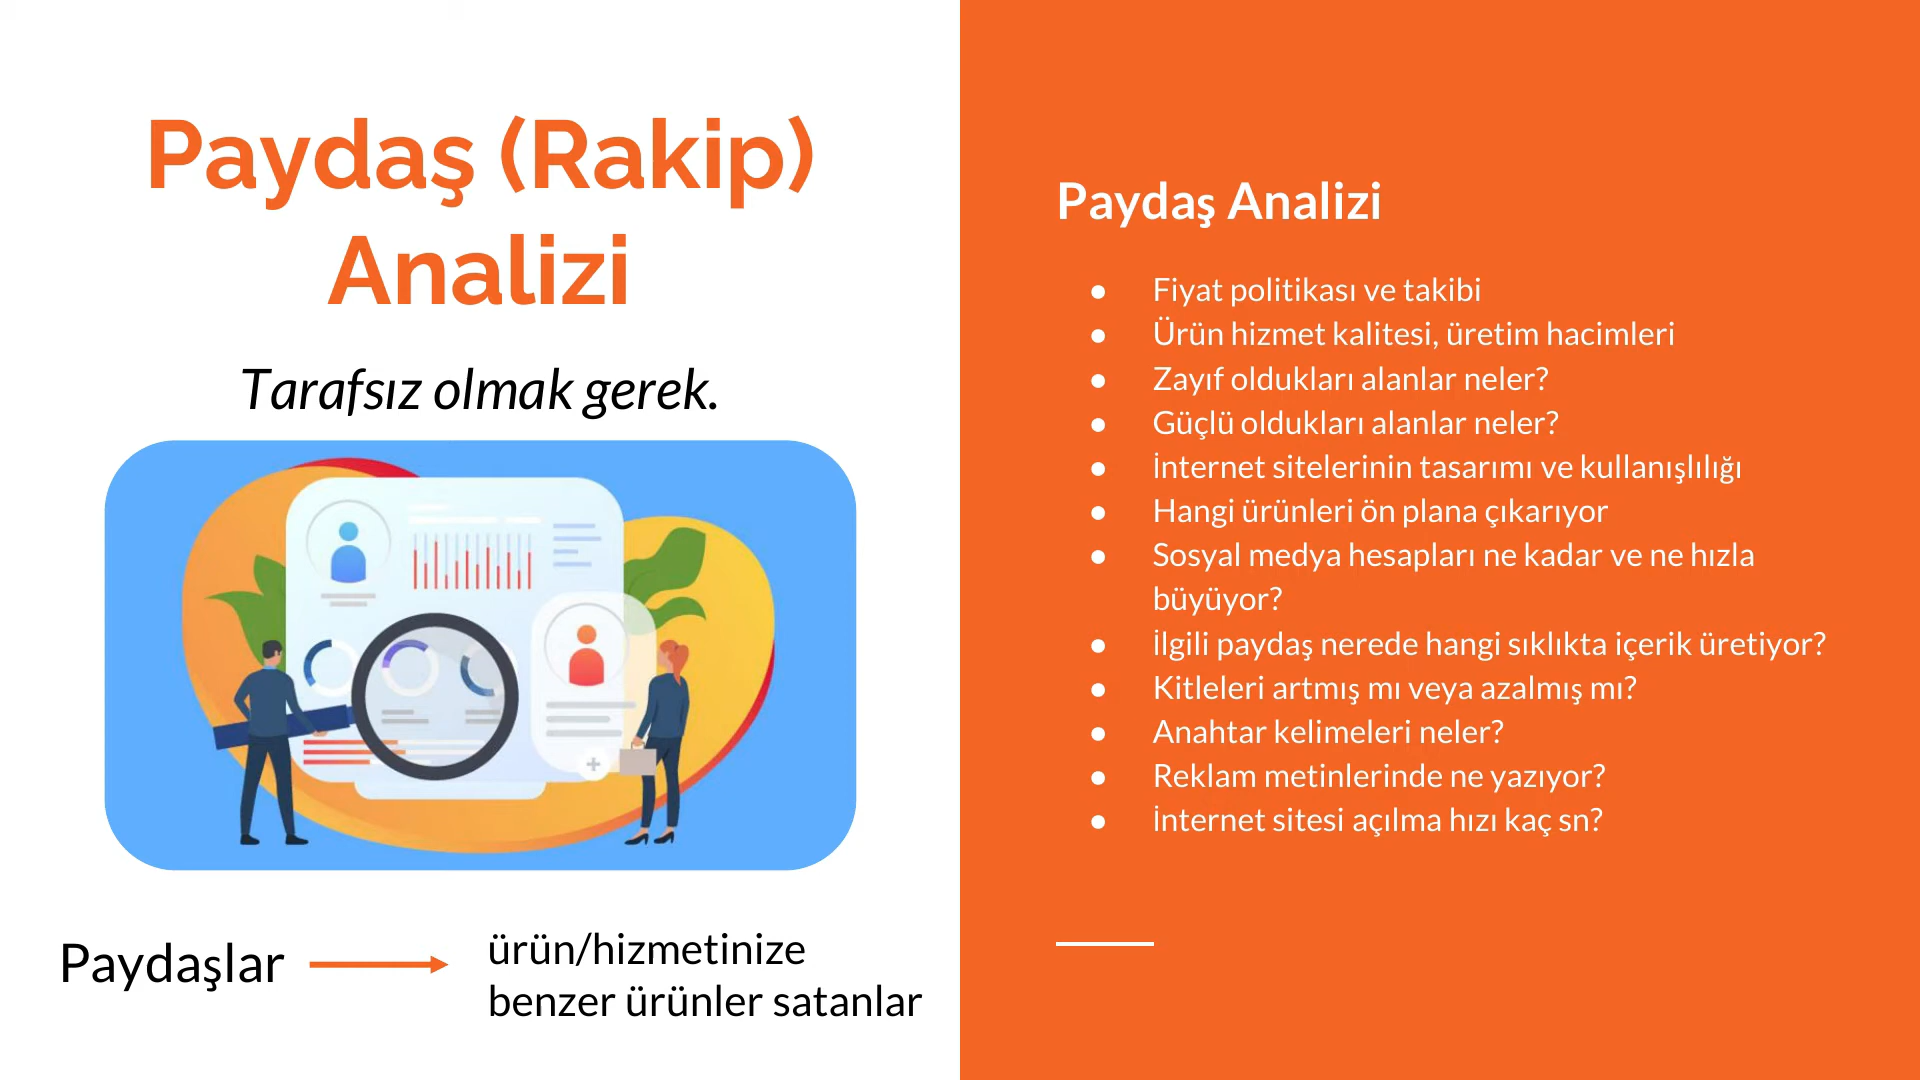 Paydaş (Rakip)
Analizi
Tarafsız olmak gerek.
Paydaşlar
ürün/hizmetinize
benzer ürünler satanlar
Paydaş Analizi
● Fiyat politikası ve takibi
● Ürün hizmet kalitesi, üretim hacimleri
● Zayıf oldukları alanlar neler?
● Güçlü oldukları alanlar neler?
● İnternet sitelerinin tasarımı ve kullanışlılığı
● Hangi ürünleri ön plana çıkarıyor
● Sosyal medya hesapları ne kadar ve ne hızla
büyüyor?
● İlgili paydaş nerede hangi sıklıkta içerik üretiyor?
● Kitleleri artmış mı veya azalmış mı?
● Anahtar kelimeleri neler?
● Reklam metinlerinde ne yazıyor?
● İnternet sitesi açılma hızı kaç sn?